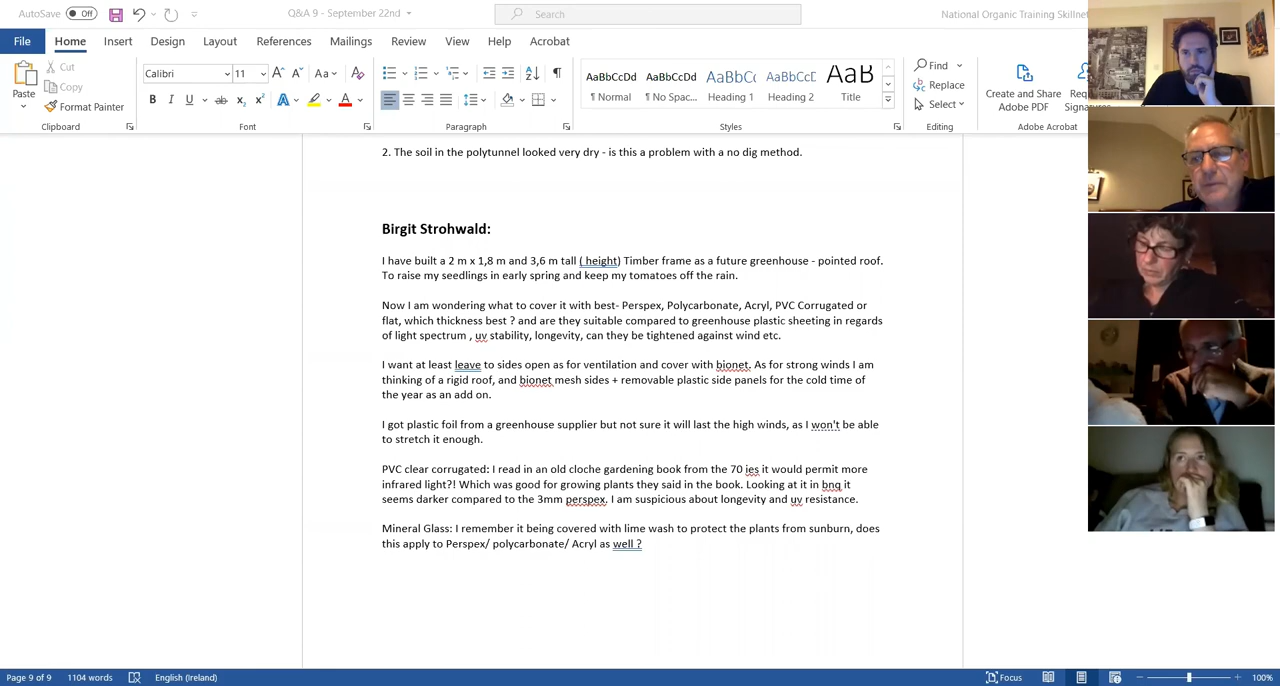 AutoSave Off Q&A 9 - September 22nd Search National Organic Training Skillnet
File Home Insert Design Layout References Mailings Review View Help Acrobat
Paste Cut Copy Format Painter
Calibri 11 Aa
B I U ab x₂ x² A A
AaBbCcDd AaBbCcDd AaBbCc AaBbCcD AaB
¶ Normal ¶ No Spac... Heading 1 Heading 2 Title
Find Replace Select
Create and Share Adobe PDF
Clipboard Font Paragraph Styles Editing Adobe Acrobat
2. The soil in the polytunnel looked very dry - is this a problem with a no dig method.
Birgit Strohwald:
I have built a 2 m x 1,8 m and 3,6 m tall ( height) Timber frame as a future greenhouse - pointed roof.
To raise my seedlings in early spring and keep my tomatoes off the rain.
Now I am wondering what to cover it with best- Perspex, Polycarbonate, Acryl, PVC Corrugated or
flat, which thickness best ? and are they suitable compared to greenhouse plastic sheeting in regards
of light spectrum , uv stability, longevity, can they be tightened against wind etc.
I want at least leave to sides open as for ventilation and cover with bionet. As for strong winds I am
thinking of a rigid roof, and bionet mesh sides + removable plastic side panels for the cold time of
the year as an add on.
I got plastic foil from a greenhouse supplier but not sure it will last the high winds, as I won't be able
to stretch it enough.
PVC clear corrugated: I read in an old cloche gardening book from the 70 ies it would permit more
infrared light?! Which was good for growing plants they said in the book. Looking at it in bnq it
seems darker compared to the 3mm perspex. I am suspicious about longevity and uv resistance.
Mineral Glass: I remember it being covered with lime wash to protect the plants from sunburn, does
this apply to Perspex/ polycarbonate/ Acryl as well ?
Page 9 of 9 1104 words English (Ireland) Focus 100%